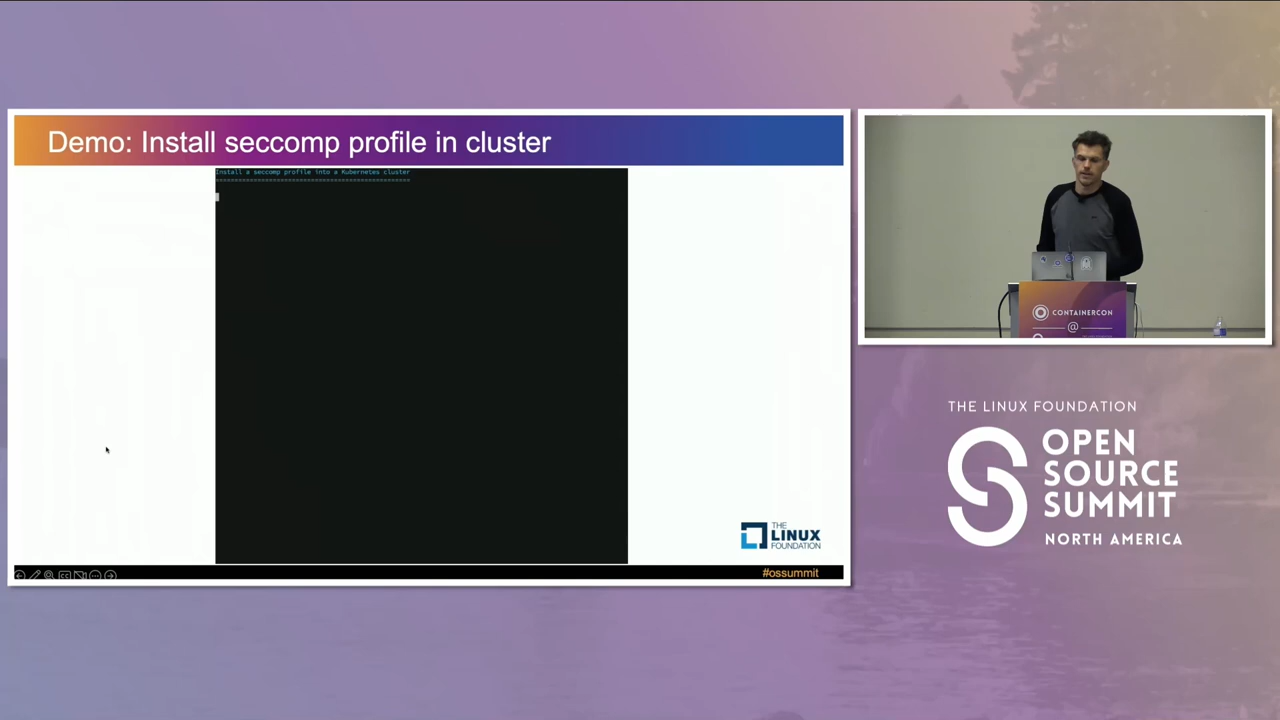 Demo: Install seccomp profile in cluster
Install a seccomp profile into a Kubernetes cluster
====================================================
THE
LINUX
FOUNDATION
#ossummit
CONTAINERCON
@
THE LINUX FOUNDATION
OPEN
SOURCE
SUMMIT
NORTH AMERICA